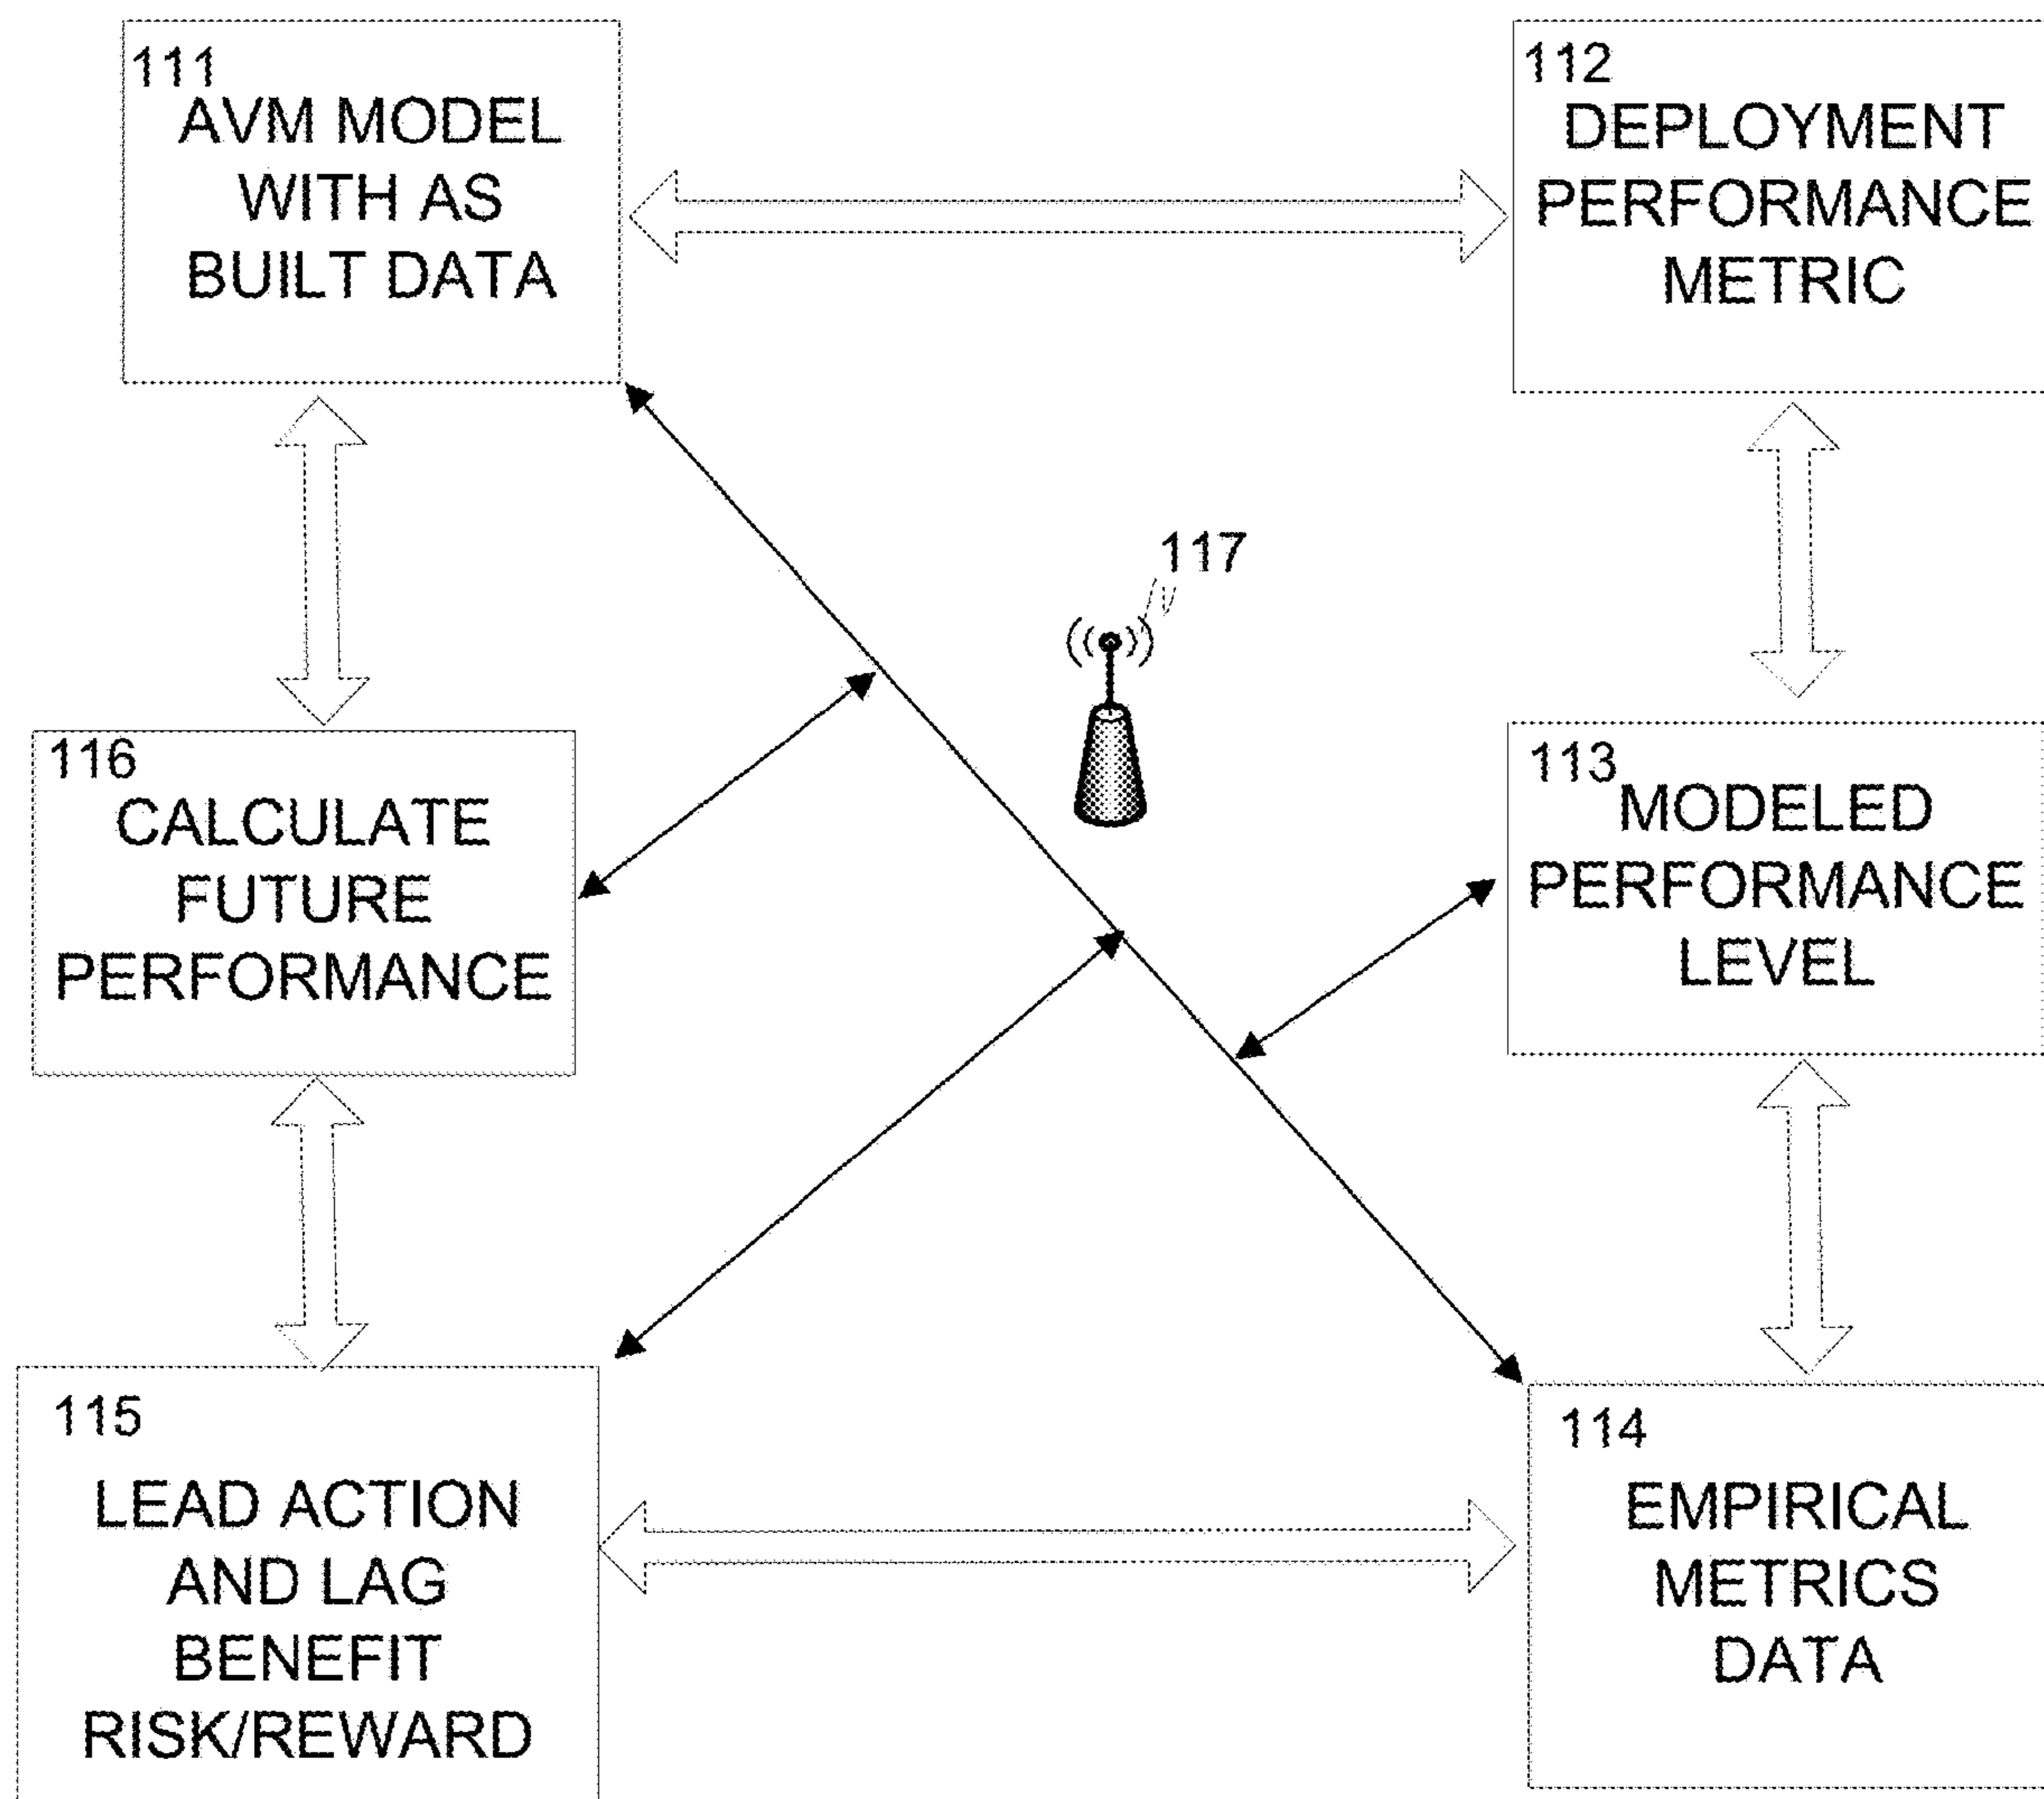 111
AVM MODEL
WITH AS
BUILT DATA
112
DEPLOYMENT
PERFORMANCE
METRIC
117
116
CALCULATE
FUTURE
PERFORMANCE
113
MODELED
PERFORMANCE
LEVEL
115
LEAD ACTION
AND LAG
BENEFIT
RISK/REWARD
114
EMPIRICAL
METRICS
DATA